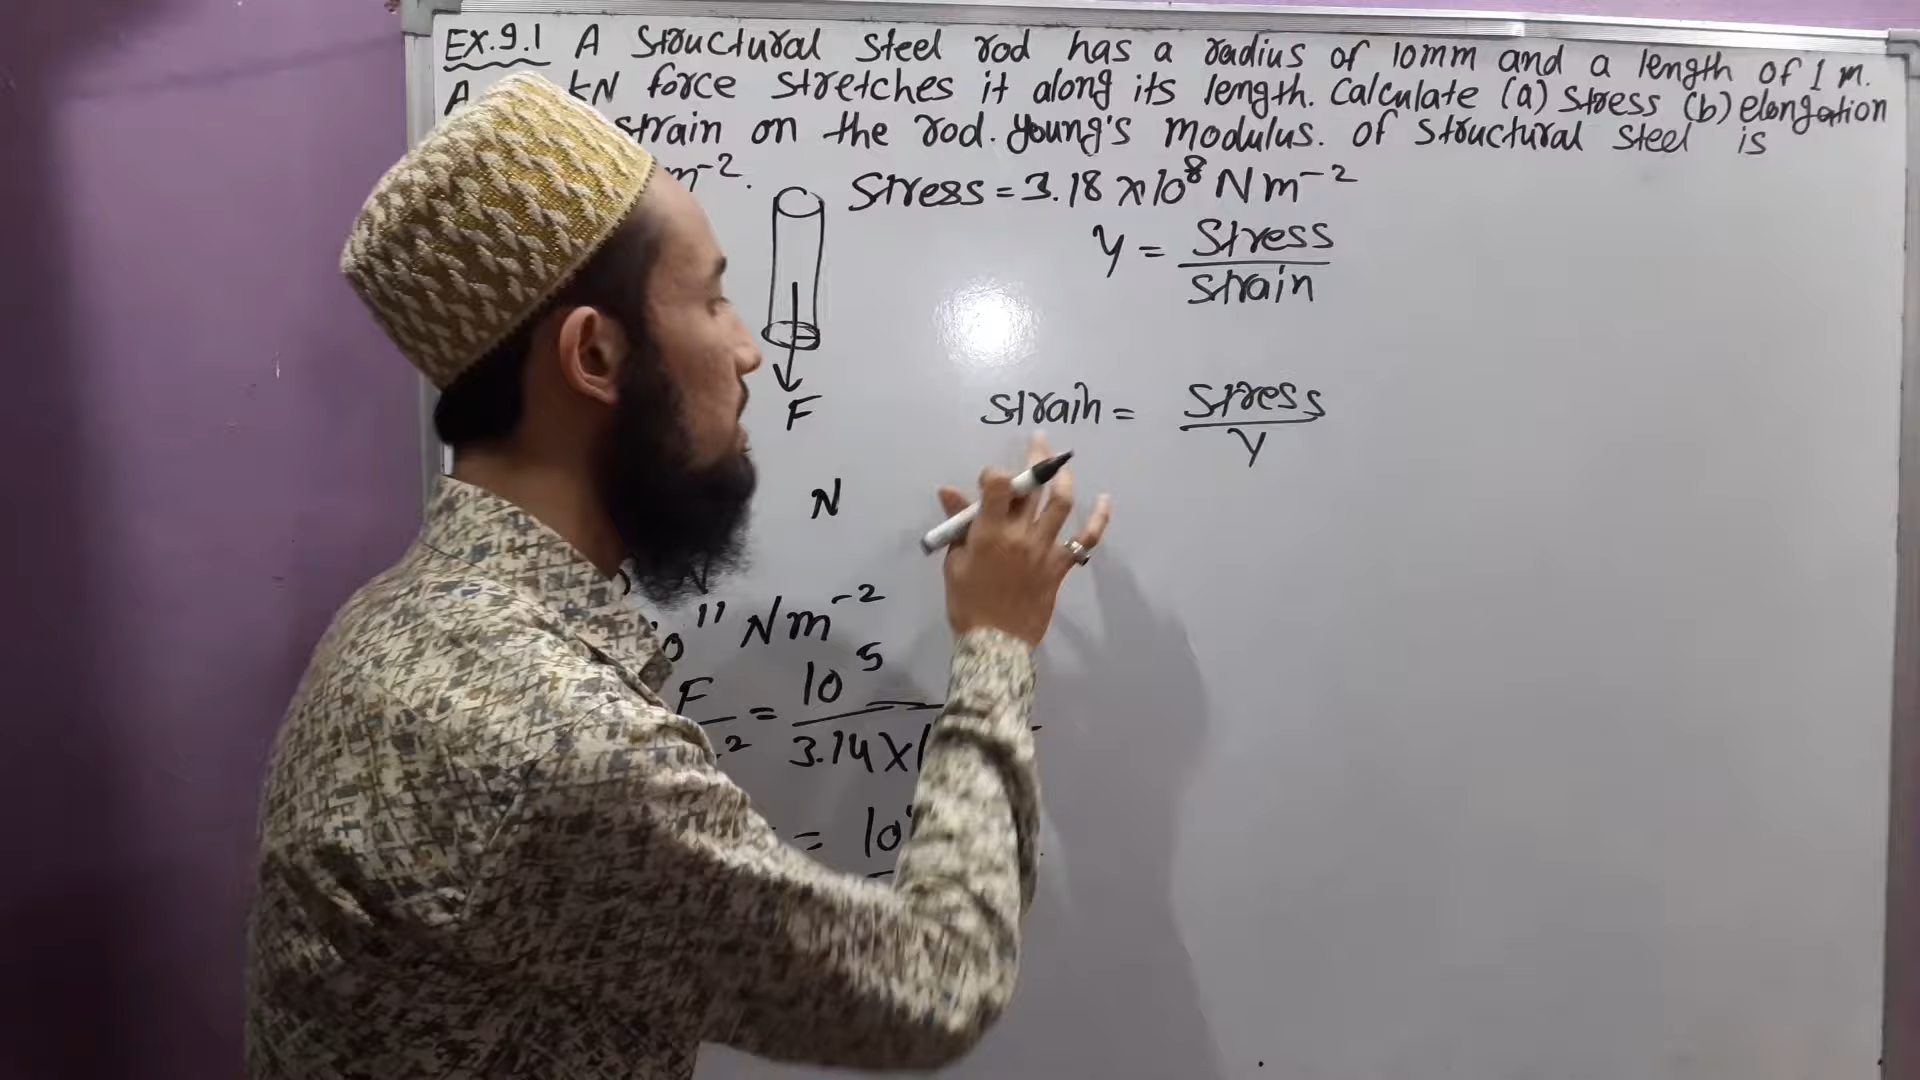 Ex.9.1 A Structural Steel rod has a radius of 10mm and a length of 1 m.
A kN force stretches it along its length. Calculate (a) stress (b) elongation
strain on the rod. Young's modulus. of structural steel is
m⁻².
Stress = 3.18 × 10⁸ N m⁻²
Y = Stress / Strain
F
Strain = Stress / Y
N
N
0¹¹ N m⁻²
F / ² = 10⁵ / 3.14 ×
= 10